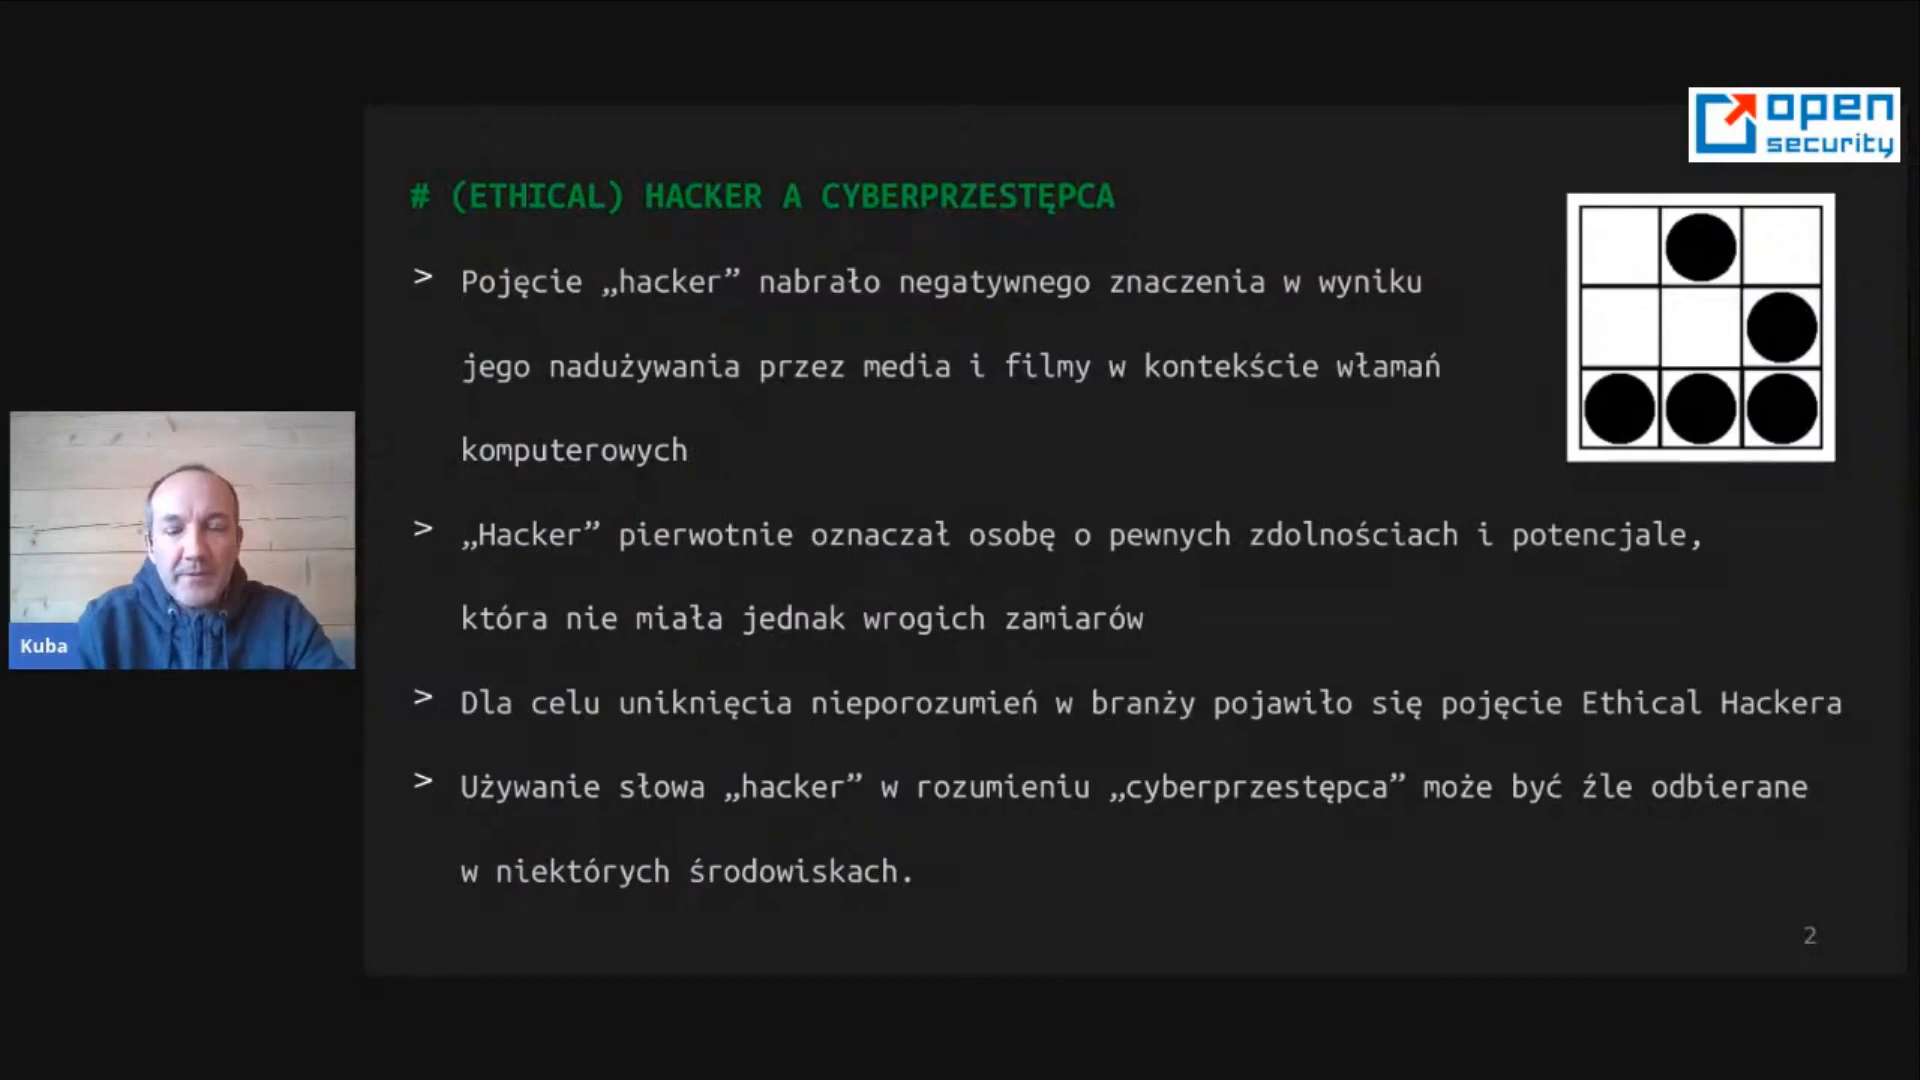 open
security
# (ETHICAL) HACKER A CYBERPRZESTĘPCA
> Pojęcie „hacker” nabrało negatywnego znaczenia w wyniku
jego nadużywania przez media i filmy w kontekście włamań
komputerowych
> „Hacker” pierwotnie oznaczał osobę o pewnych zdolnościach i potencjale,
która nie miała jednak wrogich zamiarów
> Dla celu uniknięcia nieporozumień w branży pojawiło się pojęcie Ethical Hackera
> Używanie słowa „hacker” w rozumieniu „cyberprzestępca” może być źle odbierane
w niektórych środowiskach.
Kuba
2